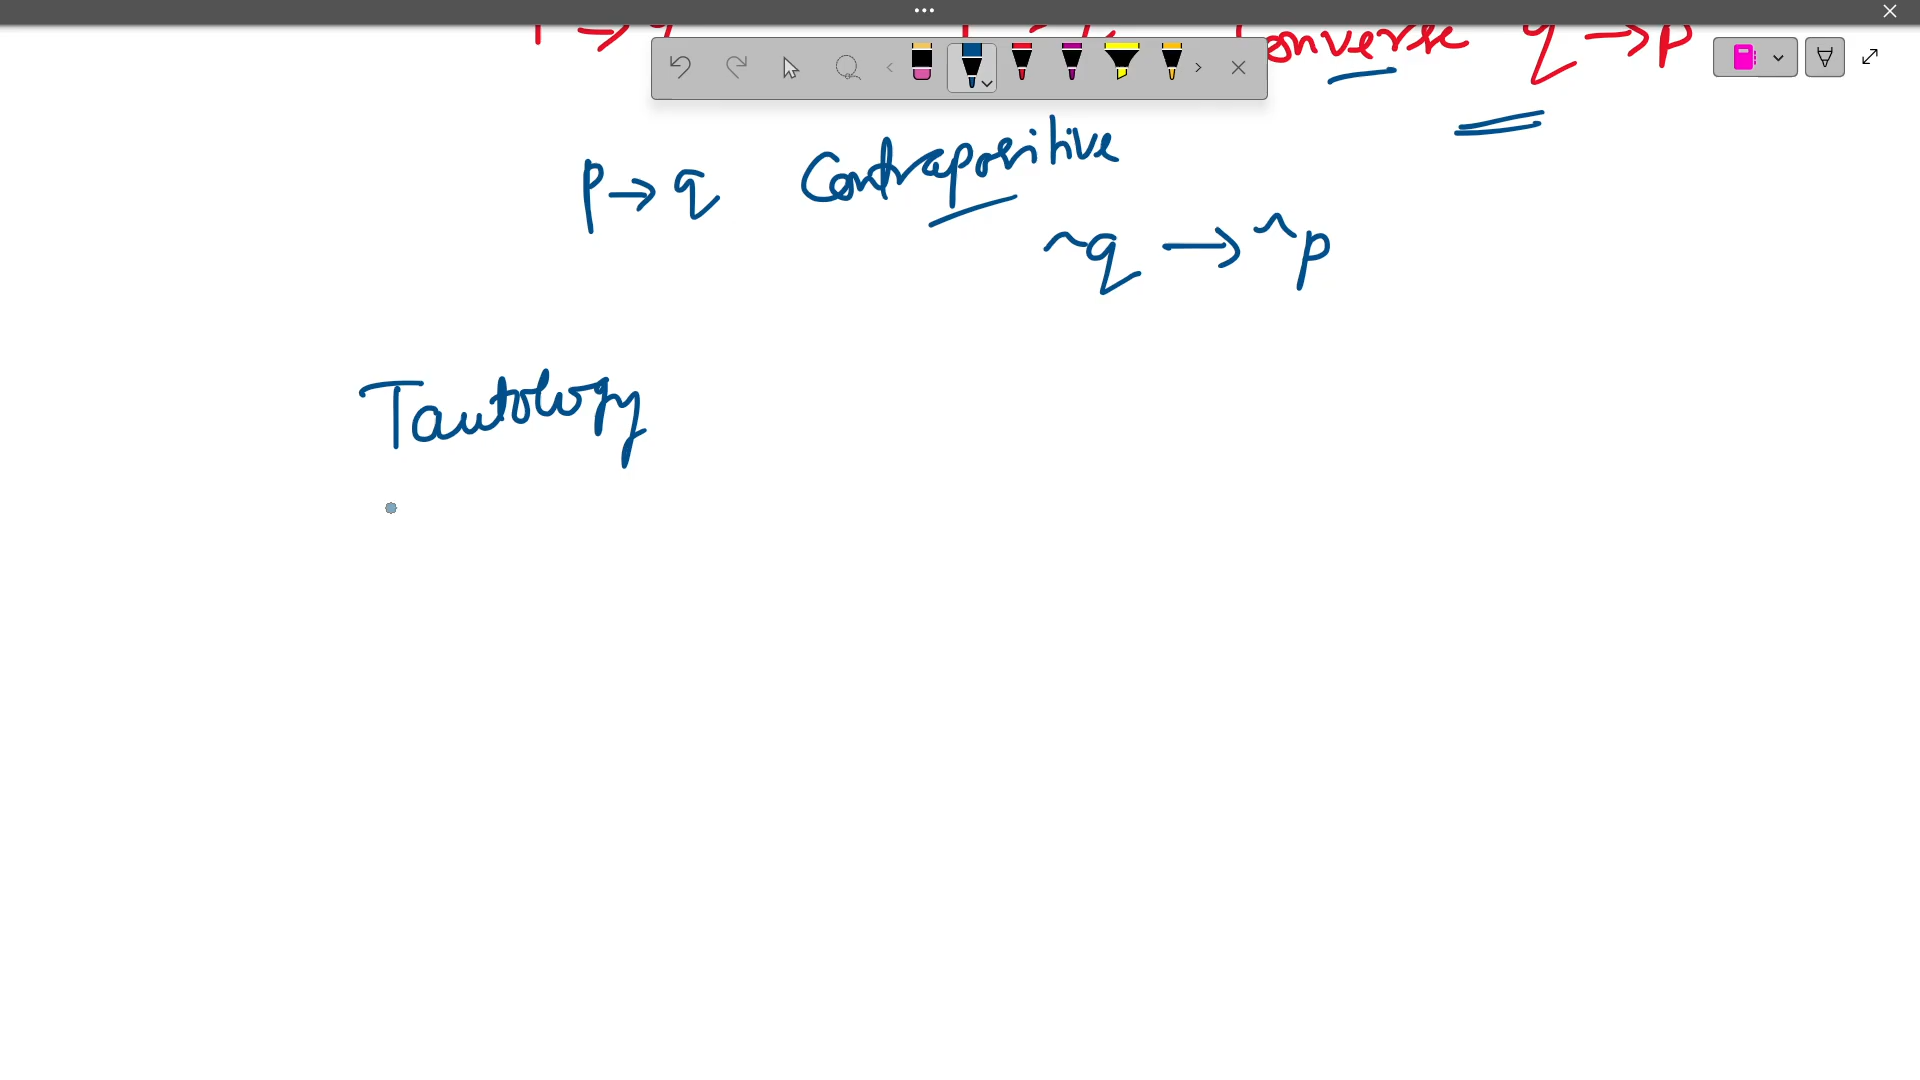 p → q Converse q → p
p → q Contrapositive
~q → ~p
Tautology